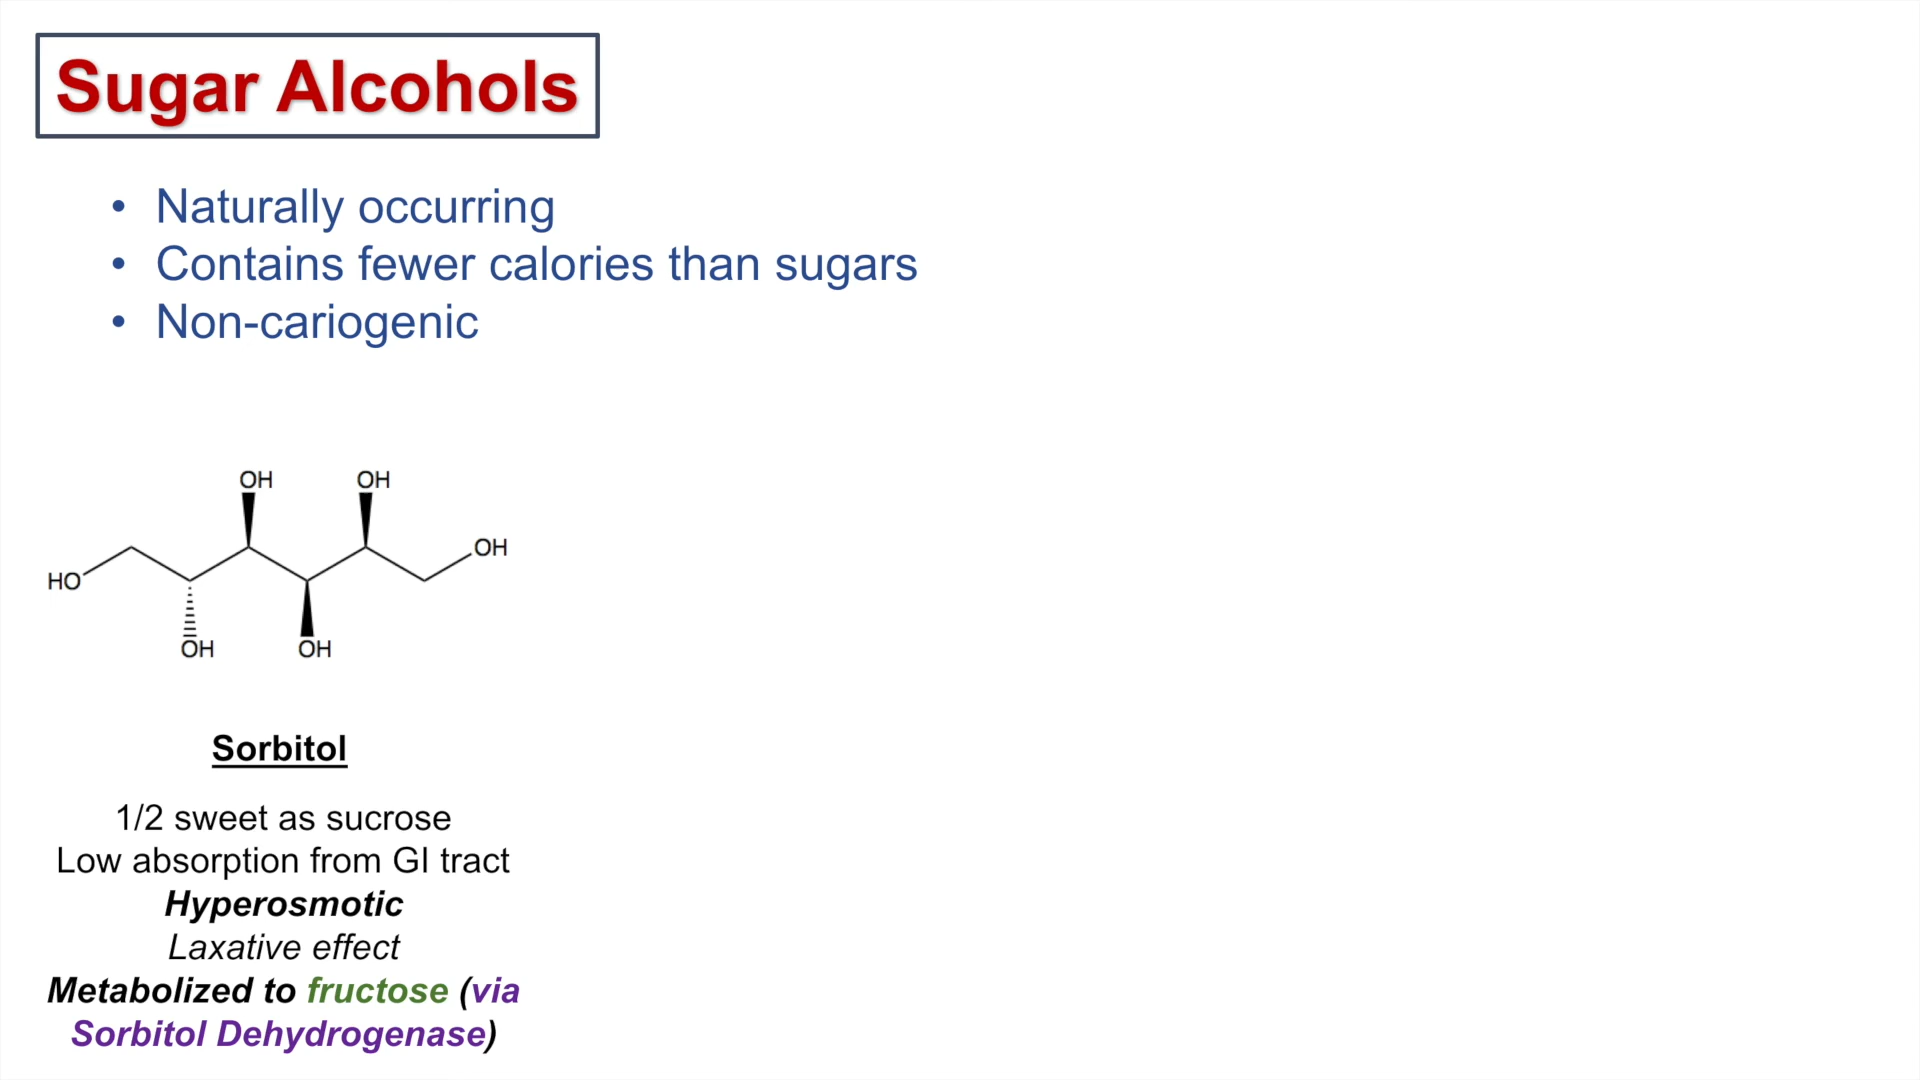 Sugar Alcohols
• Naturally occurring
• Contains fewer calories than sugars
• Non-cariogenic
OH OH
OH
HO
OH OH
Sorbitol
1/2 sweet as sucrose
Low absorption from GI tract
Hyperosmotic
Laxative effect
Metabolized to fructose (via
Sorbitol Dehydrogenase)